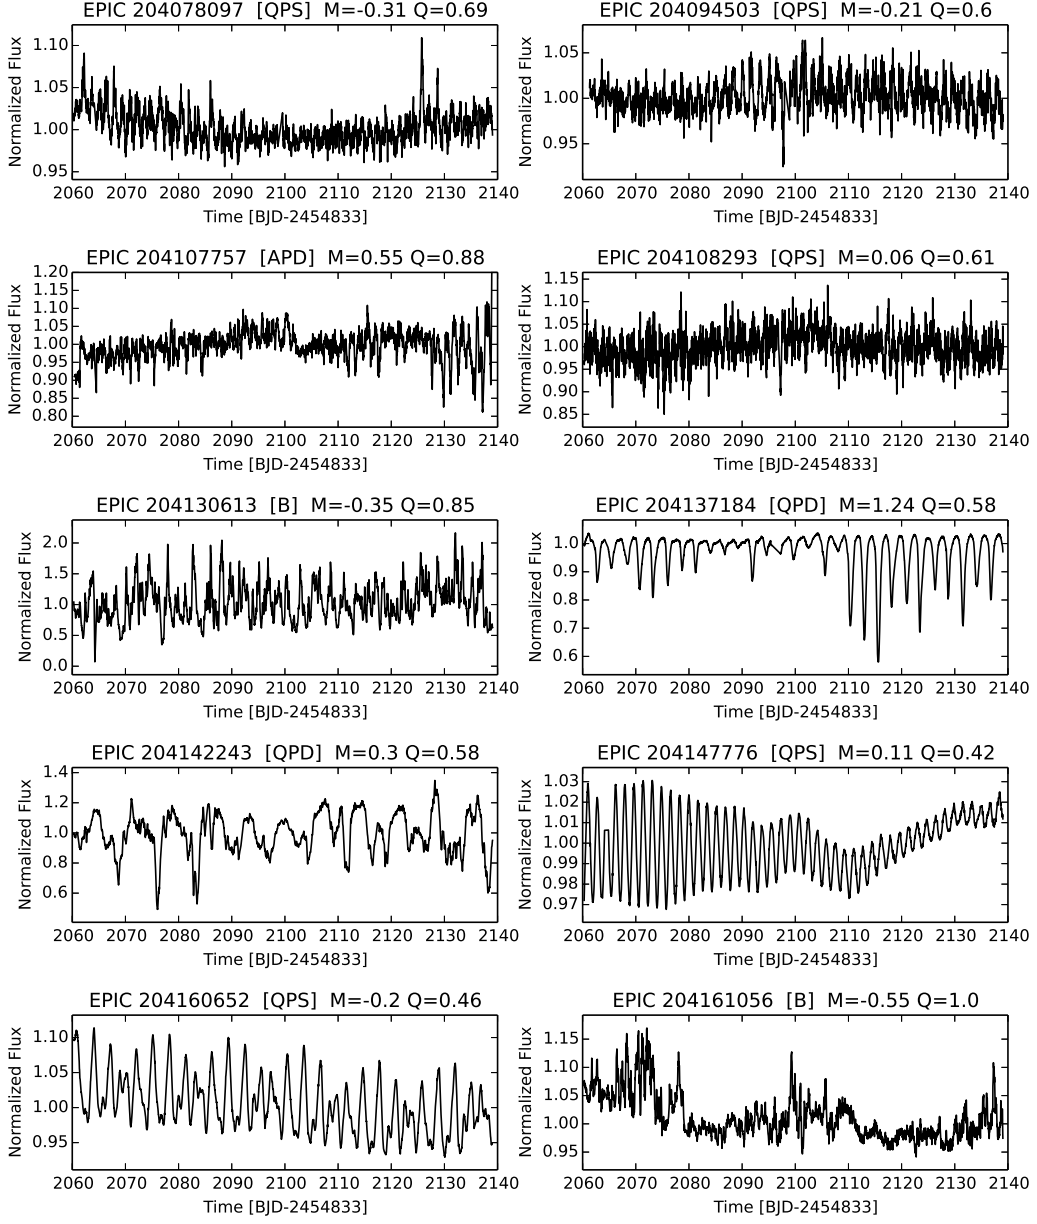 EPIC 204078097 [QPS] M=-0.31 Q=0.69
Normalized Flux
1.10
1.05
1.00
0.95
2060 2070 2080 2090 2100 2110 2120 2130 2140
Time [BJD-2454833]
EPIC 204094503 [QPS] M=-0.21 Q=0.6
Normalized Flux
1.05
1.00
0.95
2060 2070 2080 2090 2100 2110 2120 2130 2140
Time [BJD-2454833]
EPIC 204107757 [APD] M=0.55 Q=0.88
Normalized Flux
1.20
1.15
1.10
1.05
1.00
0.95
0.90
0.85
0.80
2060 2070 2080 2090 2100 2110 2120 2130 2140
Time [BJD-2454833]
EPIC 204108293 [QPS] M=0.06 Q=0.61
Normalized Flux
1.15
1.10
1.05
1.00
0.95
0.90
0.85
2060 2070 2080 2090 2100 2110 2120 2130 2140
Time [BJD-2454833]
EPIC 204130613 [B] M=-0.35 Q=0.85
Normalized Flux
2.0
1.5
1.0
0.5
0.0
2060 2070 2080 2090 2100 2110 2120 2130 2140
Time [BJD-2454833]
EPIC 204137184 [QPD] M=1.24 Q=0.58
Normalized Flux
1.0
0.9
0.8
0.7
0.6
2060 2070 2080 2090 2100 2110 2120 2130 2140
Time [BJD-2454833]
EPIC 204142243 [QPD] M=0.3 Q=0.58
Normalized Flux
1.4
1.2
1.0
0.8
0.6
2060 2070 2080 2090 2100 2110 2120 2130 2140
Time [BJD-2454833]
EPIC 204147776 [QPS] M=0.11 Q=0.42
Normalized Flux
1.03
1.02
1.01
1.00
0.99
0.98
0.97
2060 2070 2080 2090 2100 2110 2120 2130 2140
Time [BJD-2454833]
EPIC 204160652 [QPS] M=-0.2 Q=0.46
Normalized Flux
1.10
1.05
1.00
0.95
2060 2070 2080 2090 2100 2110 2120 2130 2140
Time [BJD-2454833]
EPIC 204161056 [B] M=-0.55 Q=1.0
Normalized Flux
1.15
1.10
1.05
1.00
0.95
2060 2070 2080 2090 2100 2110 2120 2130 2140
Time [BJD-2454833]